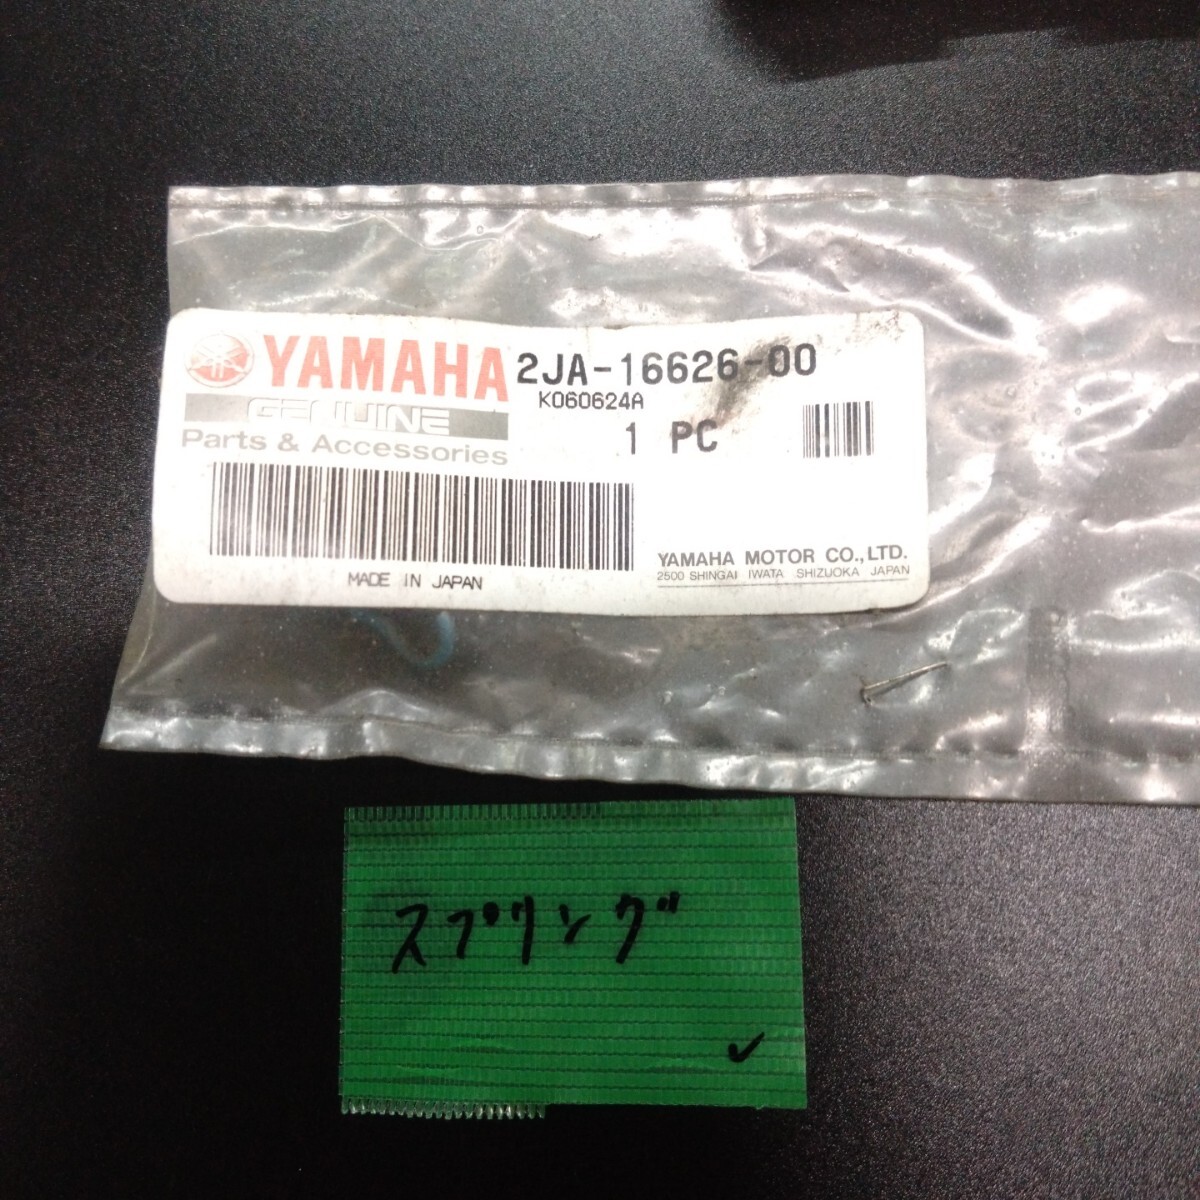 YAMAHA 2JA-16626-00
K060624A
GENUINE
1 PC
Parts & Accessories
YAMAHA MOTOR CO.,LTD.
2500 SHINGAI IWATA SHIZUOKA JAPAN
MADE IN JAPAN
スプリング